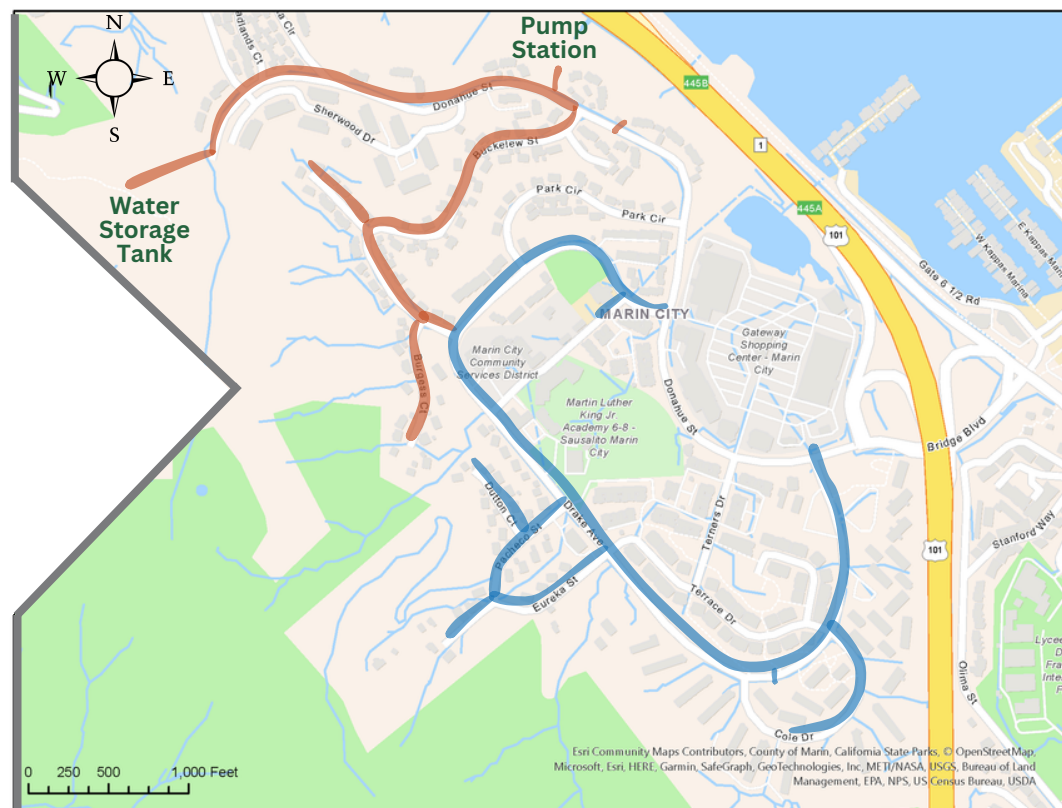 N
W
E
S
Pump
Station
Water
Storage
Tank
Donahue St
Sherwood Dr
Buckelew St
Park Cir
Park Cir
445B
1
445A
101
W Kappas Marina
Gate 6 1/2 Rd
MARIN CITY
Gateway
Shopping
Center - Marin
City
Marin City
Community
Services District
Burgess Ct
Martin Luther
King Jr.
Academy 6-8 -
Sausalito Marin
City
Donahue St
Bridge Blvd
Dutton Ct
Pacheco St
Drake Ave
Eureka St
Terners Dr
Terrace Dr
Stanford Way
101
Olima St
Cole Dr
0 250 500 1,000 Feet
Esri Community Maps Contributors, County of Marin, California State Parks, © OpenStreetMap,
Microsoft, Esri, HERE, Garmin, SafeGraph, GeoTechnologies, Inc, METI/NASA, USGS, Bureau of Land
Management, EPA, NPS, US Census Bureau, USDA